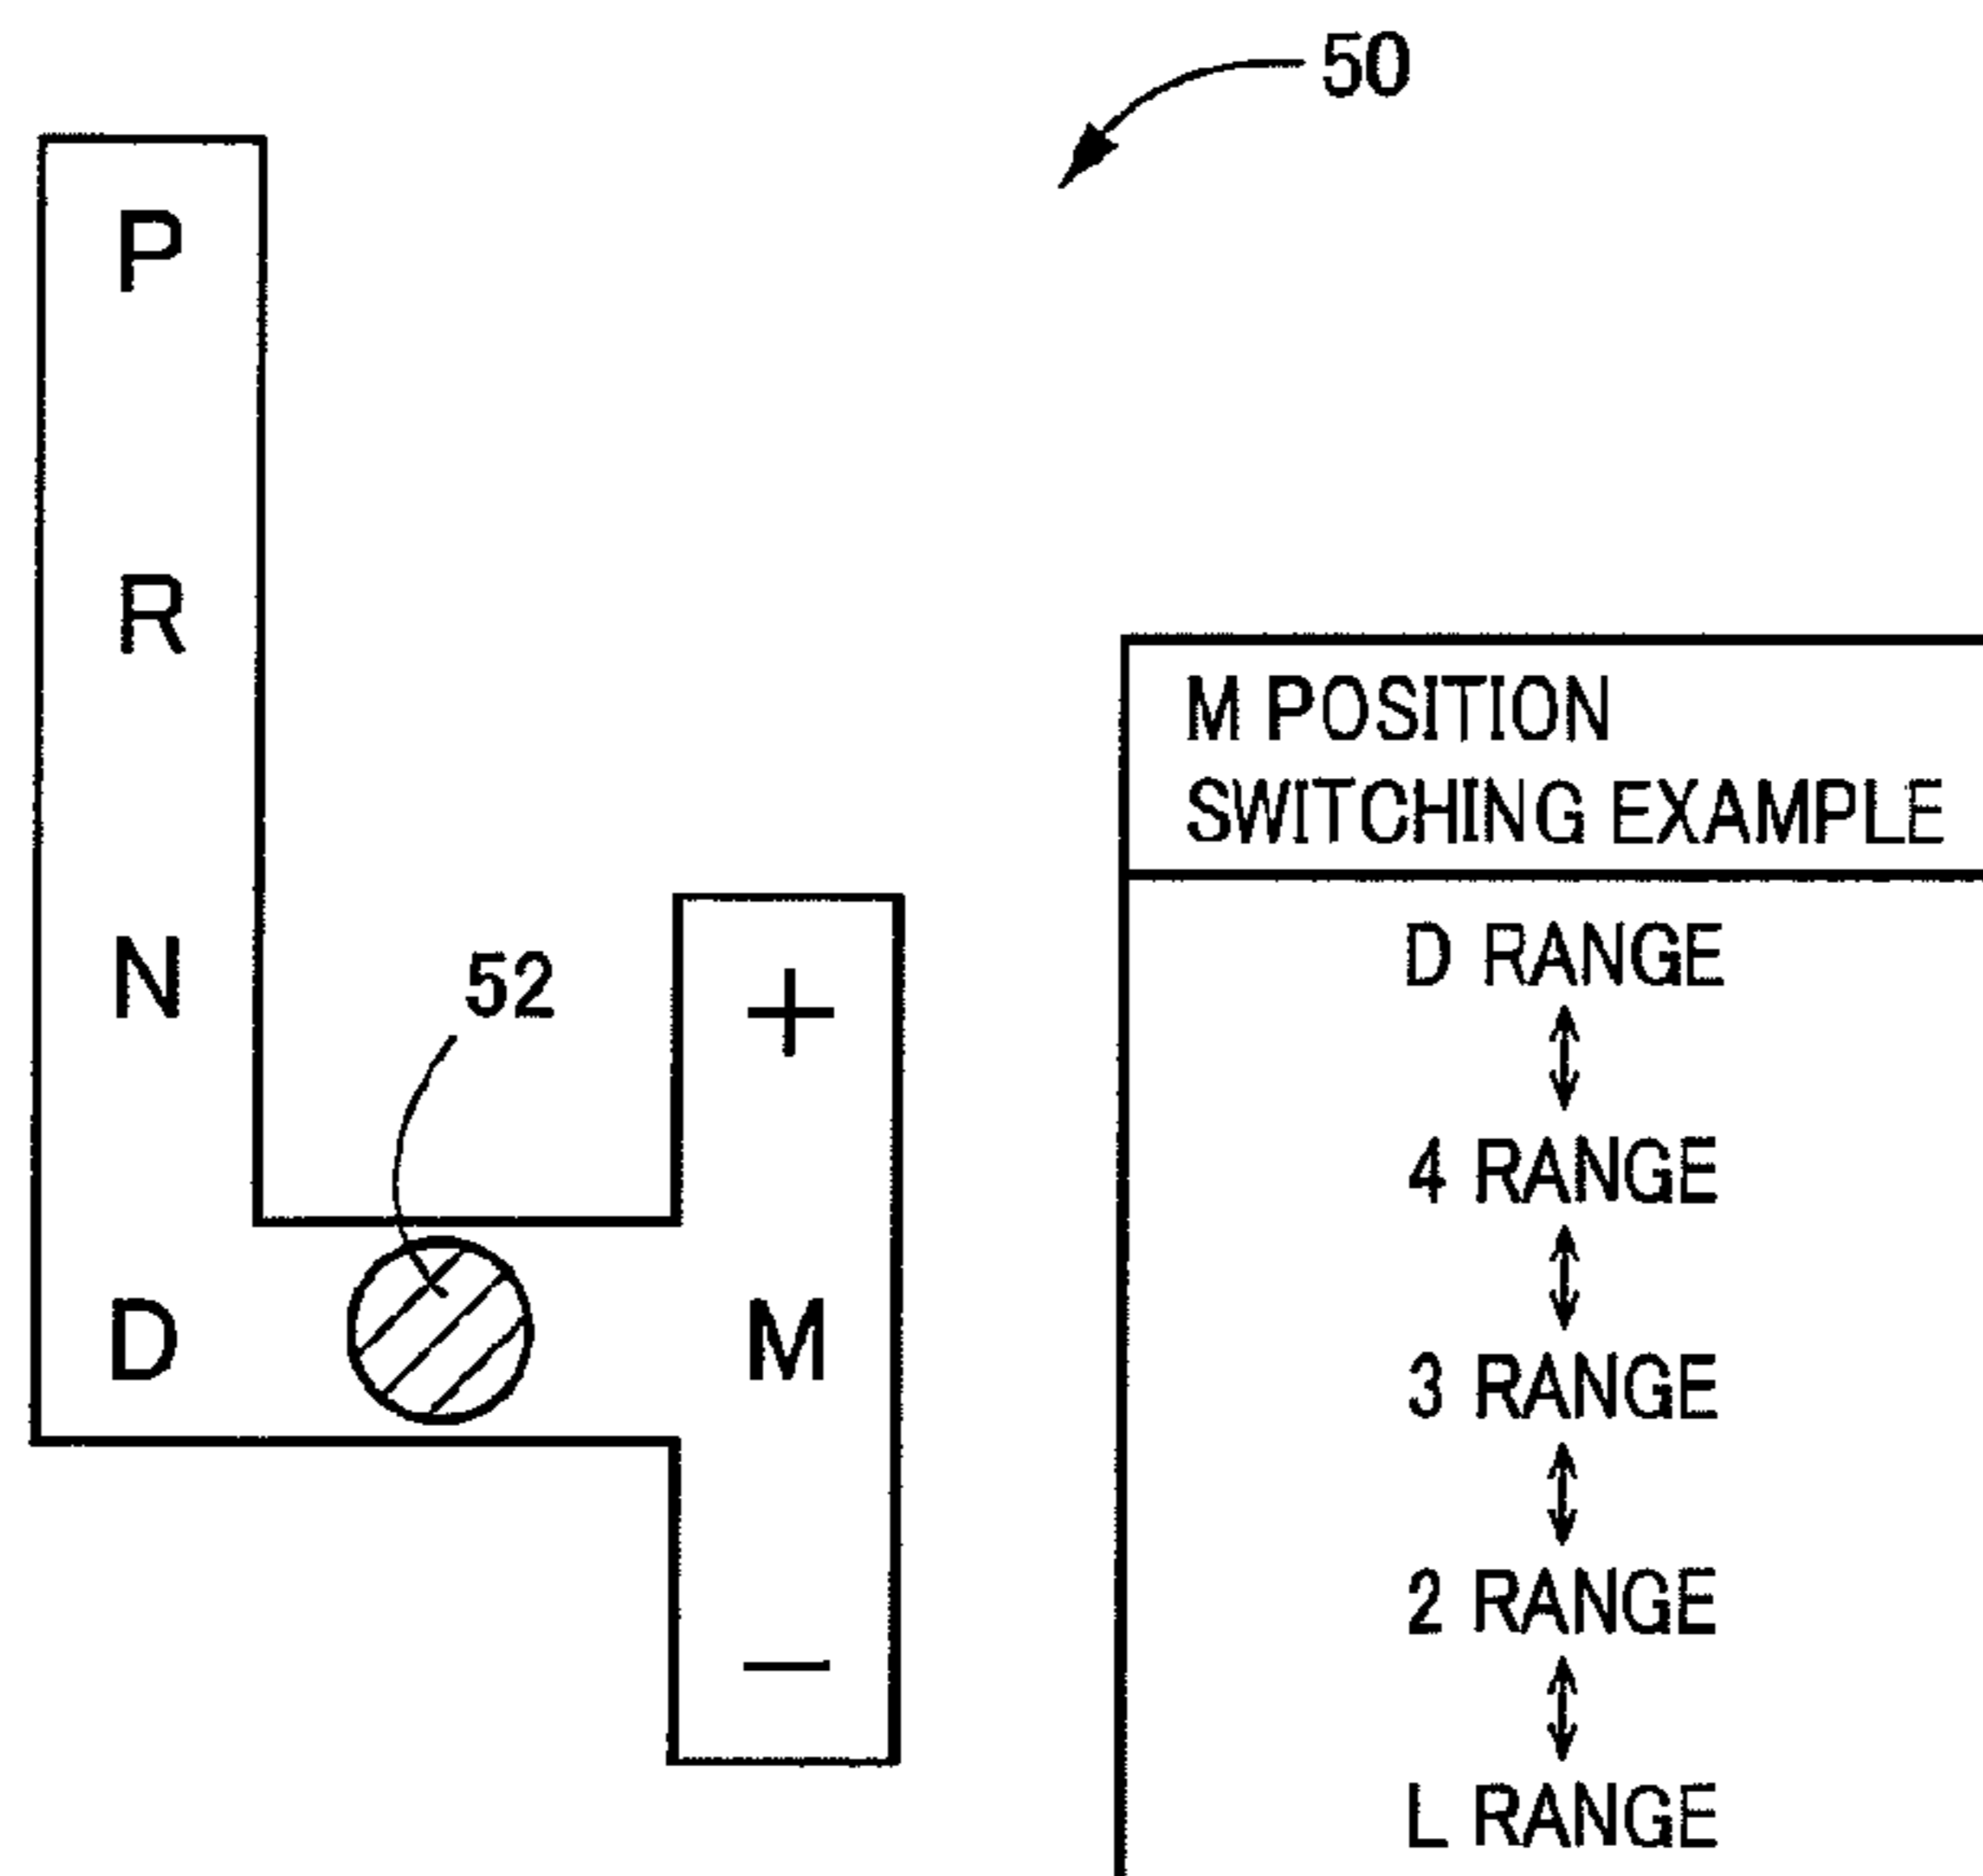 50
P
R
N
52
+
D
M
−
M POSITION
SWITCHING EXAMPLE
D RANGE
4 RANGE
3 RANGE
2 RANGE
L RANGE